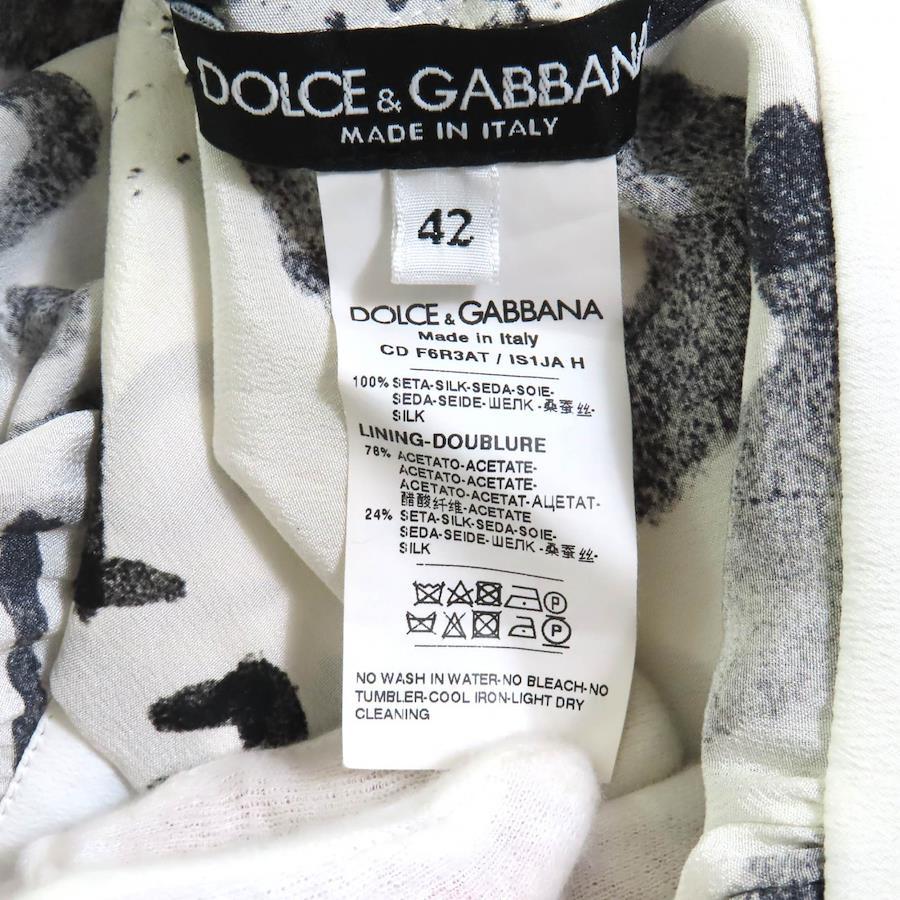 DOLCE & GABBANA
MADE IN ITALY
42
DOLCE & GABBANA
Made in Italy
CD F6R3AT / IS1JA H
100% SETA-SILK-SEDA-SOIE-
SEDA-SEIDE-ШЕЛК-桑蚕丝-
SILK
LINING-DOUBLURE
76% ACETATO-ACETATE-
ACETATO-ACETATE-
ACETATO-ACETAT-АЦЕТАТ-
醋酸纤维-ACETATE
24% SETA-SILK-SEDA-SOIE-
SEDA-SEIDE-ШЕЛК-桑蚕丝-
SILK
P
P
NO WASH IN WATER-NO BLEACH-NO
TUMBLER-COOL IRON-LIGHT DRY
CLEANING